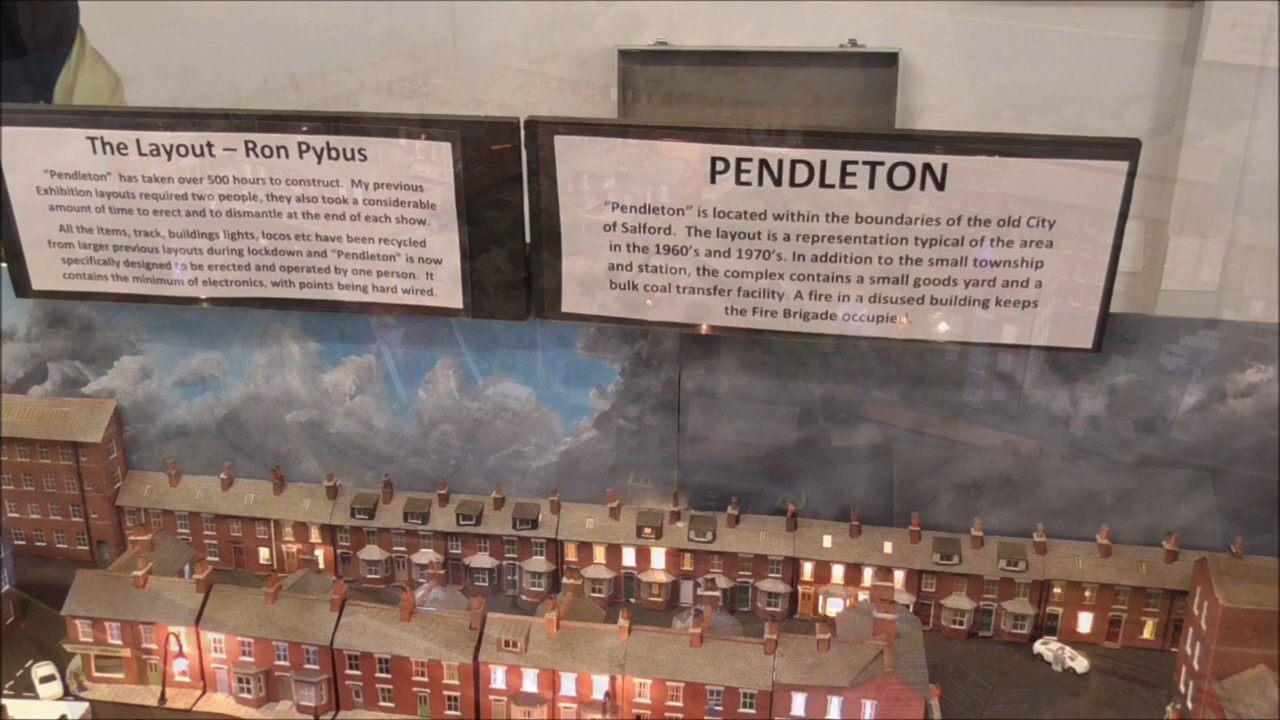 The Layout – Ron Pybus
"Pendleton" has taken over 500 hours to construct. My previous
Exhibition layouts required two people, they also took a considerable
amount of time to erect and to dismantle at the end of each show.
All the items, track, buildings lights, locos etc have been recycled
from larger previous layouts during lockdown and "Pendleton" is now
specifically designed to be erected and operated by one person. It
contains the minimum of electronics, with points being hard wired.
PENDLETON
"Pendleton" is located within the boundaries of the old City
of Salford. The layout is a representation typical of the area
in the 1960's and 1970's. In addition to the small township
and station, the complex contains a small goods yard and a
bulk coal transfer facility. A fire in a disused building keeps
the Fire Brigade occupied.